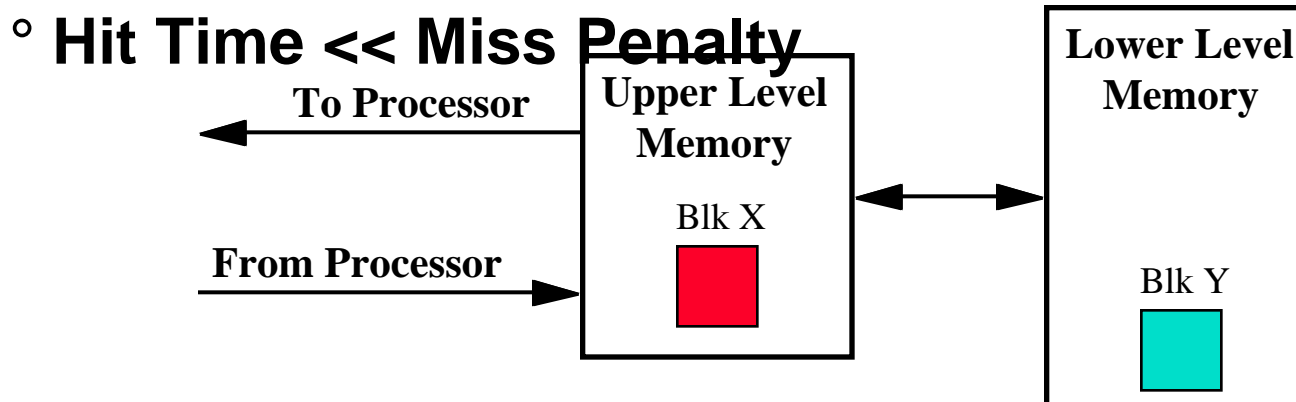 ° Hit Time << Miss Penalty
To Processor
Upper Level
Memory
Lower Level
Memory
Blk X
From Processor
Blk Y